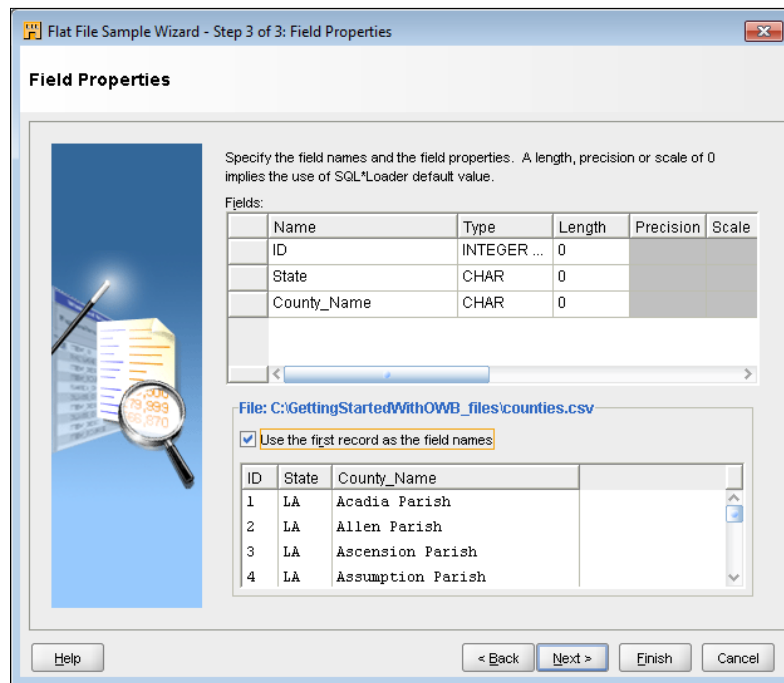 Flat File Sample Wizard - Step 3 of 3: Field Properties
Field Properties
Specify the field names and the field properties. A length, precision or scale of 0
implies the use of SQL*Loader default value.
Fields:
Name Type Length Precision Scale
ID INTEGER ... 0
State CHAR 0
County_Name CHAR 0
File: C:\GettingStartedWithOWB_files\counties.csv
Use the first record as the field names
ID State County_Name
1 LA Acadia Parish
2 LA Allen Parish
3 LA Ascension Parish
4 LA Assumption Parish
Help < Back Next > Finish Cancel